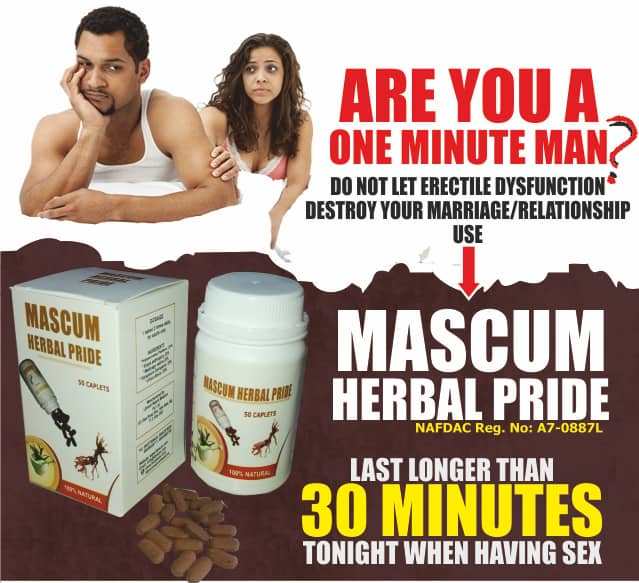 ARE YOU A
ONE MINUTE MAN?
DO NOT LET ERECTILE DYSFUNCTION
DESTROY YOUR MARRIAGE/RELATIONSHIP
USE
MASCUM
HERBAL PRIDE
NAFDAC Reg. No: A7-0887L
LAST LONGER THAN
30 MINUTES
TONIGHT WHEN HAVING SEX
MASCUM
HERBAL PRIDE
50 CAPLETS
100% NATURAL
DOSAGE
INGREDIENTS
MASCUM HERBAL PRIDE
50 CAPLETS
100% NATURAL